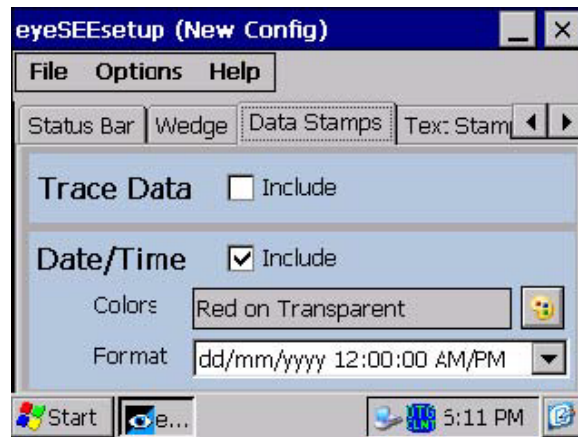 eyeSEEsetup (New Config)
File Options Help
Status Bar Wedge Data Stamps Text Stam
Trace Data Include
Date/Time Include
Colors Red on Transparent
Format dd/mm/yyyy 12:00:00 AM/PM
Start e... 5:11 PM